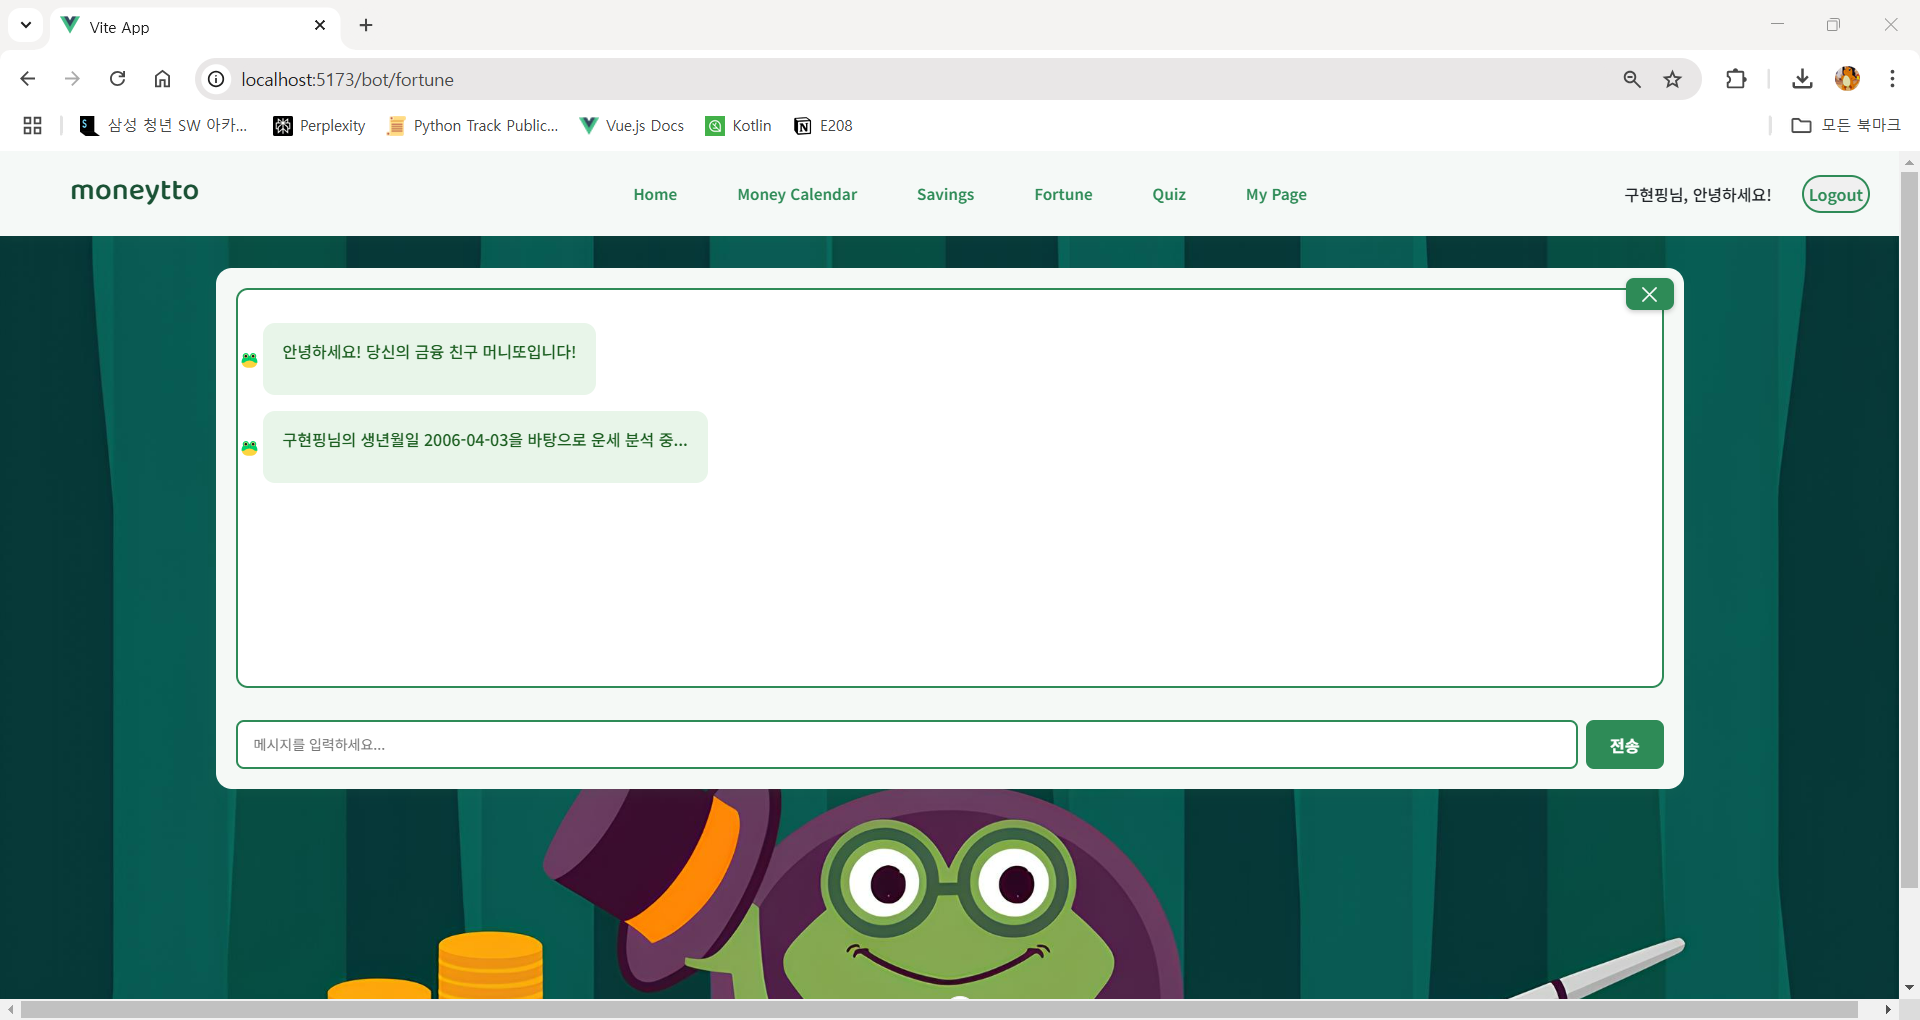 Vite App
localhost:5173/bot/fortune
삼성 청년 SW 아카... Perplexity Python Track Public... Vue.js Docs Kotlin E208 모든 북마크
moneytto Home Money Calendar Savings Fortune Quiz My Page 구현핑님, 안녕하세요! Logout
안녕하세요! 당신의 금융 친구 머니또입니다!
구현핑님의 생년월일 2006-04-03을 바탕으로 운세 분석 중...
메시지를 입력하세요... 전송